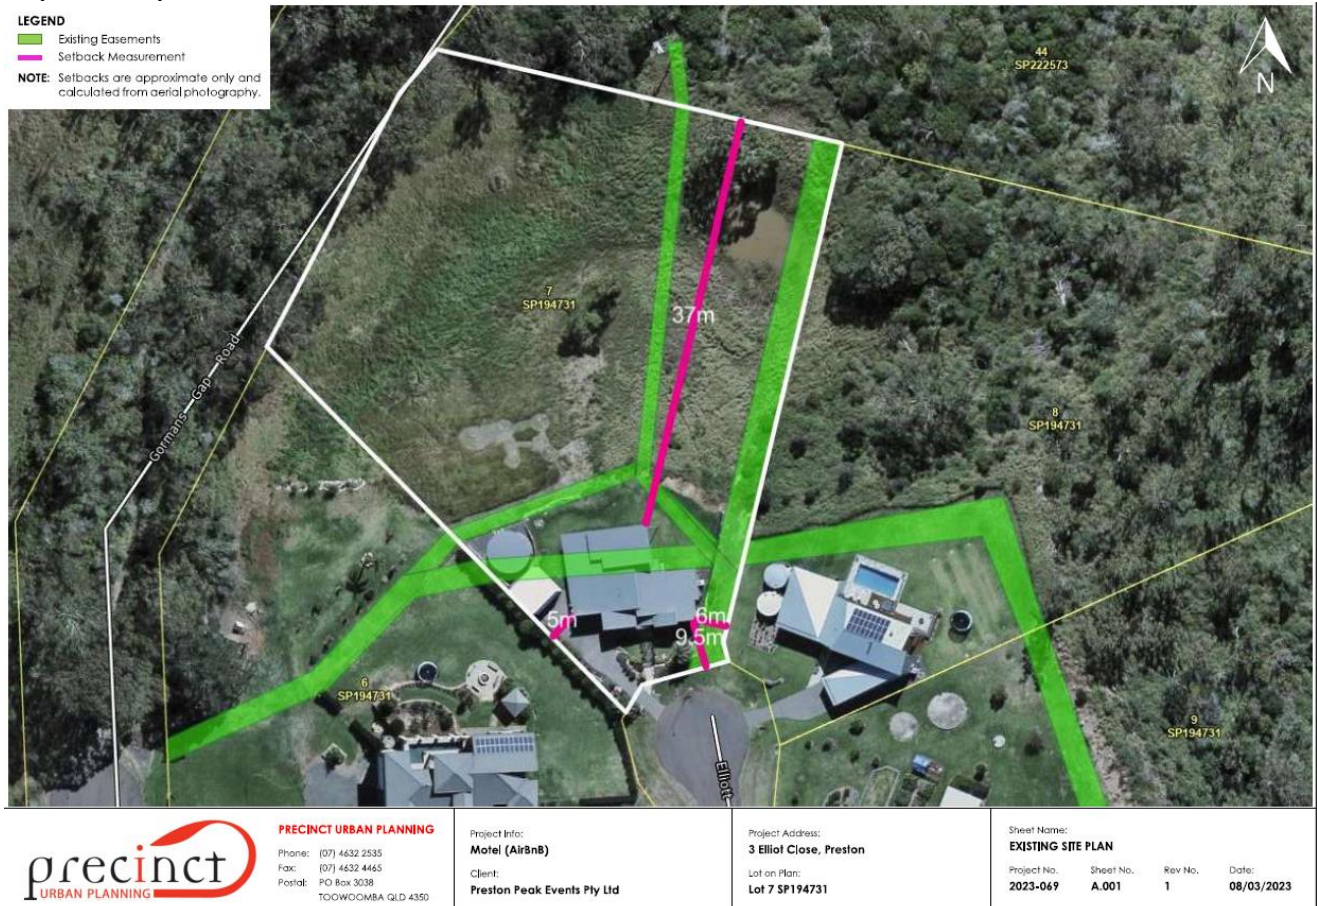 LEGEND
Existing Easements
Setback Measurement
NOTE: Setbacks are approximate only and
calculated from aerial photography.
44
SP222573
N
7
SP194731
37m
Gormans Gap Road
8
SP194731
5m
6m
9.5m
6
SP194731
9
SP194731
Elliott
precinct
URBAN PLANNING
PRECINCT URBAN PLANNING
Phone: (07) 4632 2535
Fax: (07) 4632 4465
Postal: PO Box 3038
TOOWOOMBA QLD 4350
Project Info:
Motel (AirBnB)
Client:
Preston Peak Events Pty Ltd
Project Address:
3 Elliot Close, Preston
Lot on Plan:
Lot 7 SP194731
Sheet Name:
EXISTING SITE PLAN
Project No. Sheet No. Rev No. Date:
2023-069 A.001 1 08/03/2023